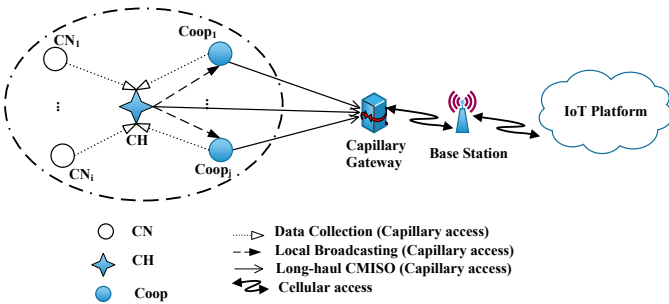 CN1
Coop1
...
...
CH
CNi
Coopj
Capillary
Gateway
Base Station
IoT Platform
CN
CH
Coop
Data Collection (Capillary access)
Local Broadcasting (Capillary access)
Long-haul CMISO (Capillary access)
Cellular access